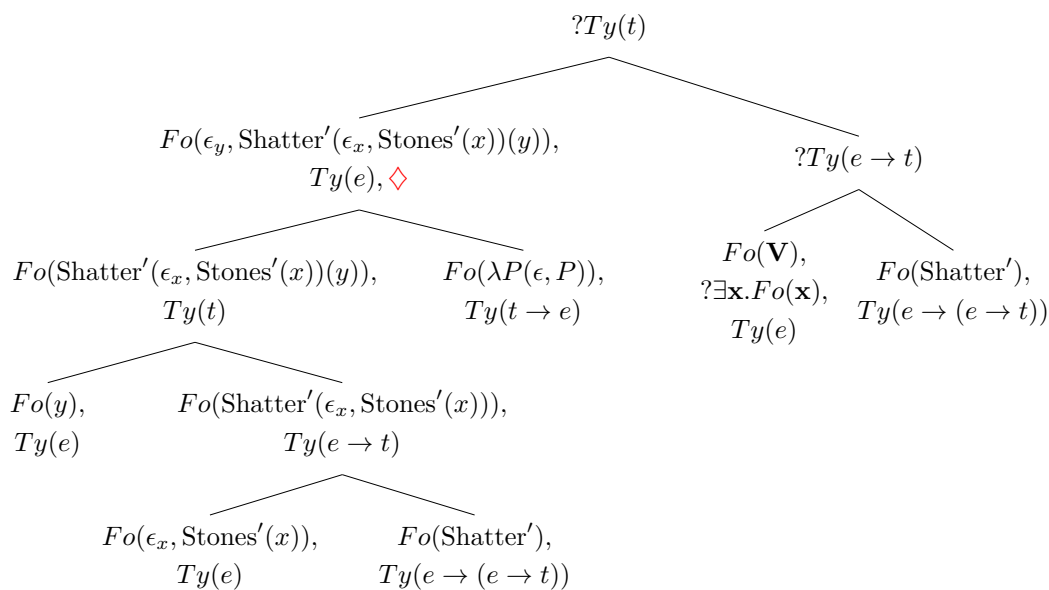 ?Ty(t)
Fo(ϵ_y, Shatter′(ϵ_x, Stones′(x))(y)),
Ty(e), ♢
?Ty(e → t)
Fo(Shatter′(ϵ_x, Stones′(x))(y)),
Ty(t)
Fo(λP(ϵ, P)),
Ty(t → e)
Fo(𝐕),
?∃𝐱.Fo(𝐱),
Ty(e)
Fo(Shatter′),
Ty(e → (e → t))
Fo(y),
Ty(e)
Fo(Shatter′(ϵ_x, Stones′(x))),
Ty(e → t)
Fo(ϵ_x, Stones′(x)),
Ty(e)
Fo(Shatter′),
Ty(e → (e → t))